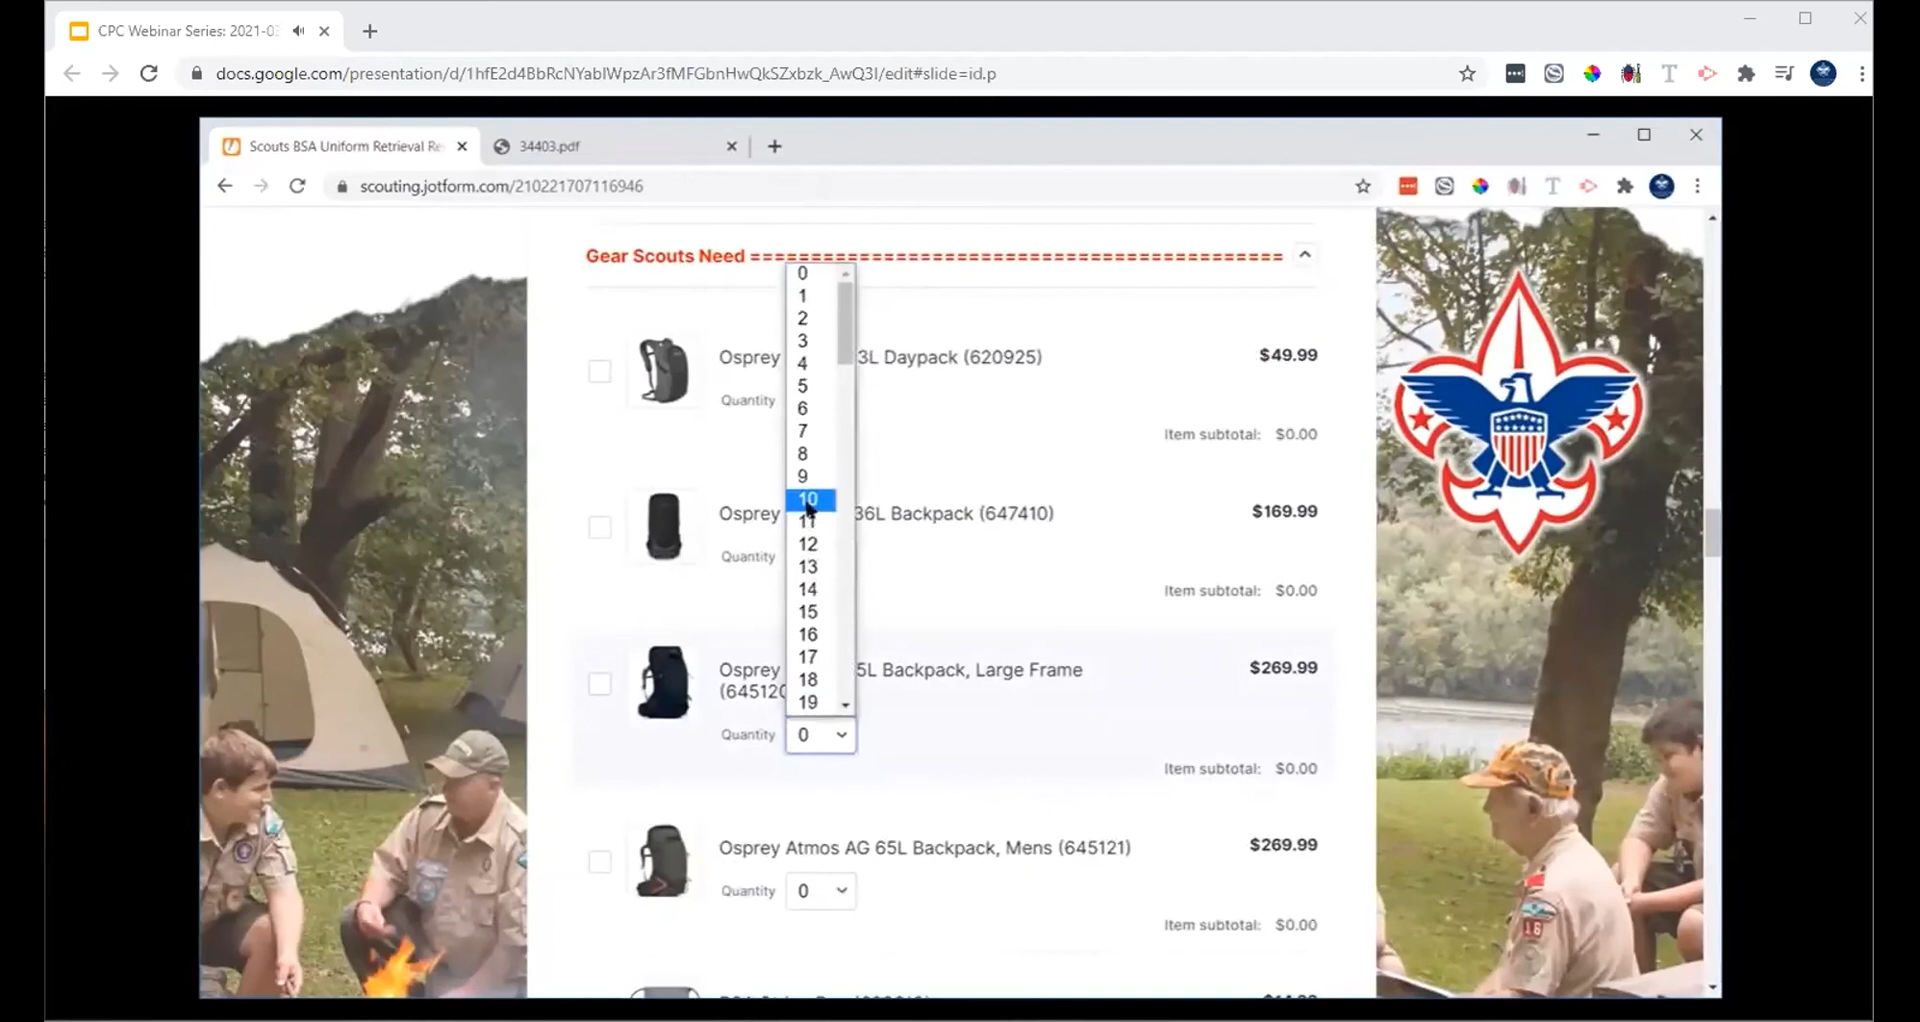 CPC Webinar Series: 2021-0
docs.google.com/presentation/d/1hfE2d4BbRcNYablWpzAr3fMFGbnHwQkSZxbzk_AwQ3I/edit#slide=id.p
Scouts BSA Uniform Retrieval Re
34403.pdf
scouting.jotform.com/210221707116946
Gear Scouts Need ============================================
0
1
2
3
4
5
6
7
8
9
10
11
12
13
14
15
16
17
18
19
Osprey 3L Daypack (620925) $49.99
Quantity
Item subtotal: $0.00
Osprey 36L Backpack (647410) $169.99
Quantity
Item subtotal: $0.00
Osprey 5L Backpack, Large Frame $269.99
(645120
Quantity 0
Item subtotal: $0.00
Osprey Atmos AG 65L Backpack, Mens (645121) $269.99
Quantity 0
Item subtotal: $0.00
16